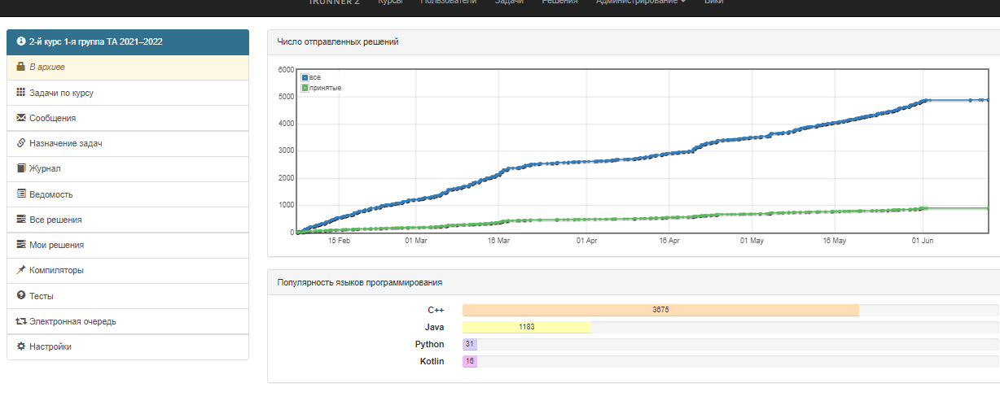 IRUNNER 2 Курсы Пользователи Задачи Решения Администрирование Вики
2-й курс 1-я группа ТА 2021–2022
В архиве
Задачи по курсу
Сообщения
Назначение задач
Журнал
Ведомость
Все решения
Мои решения
Компиляторы
Тесты
Электронная очередь
Настройки
Число отправленных решений
6000
5000
4000
3000
2000
1000
0
все
принятые
15 Feb 01 Mar 16 Mar 01 Apr 16 Apr 01 May 16 May 01 Jun
Популярность языков программирования
C++ 3675
Java 1183
Python 31
Kotlin 16